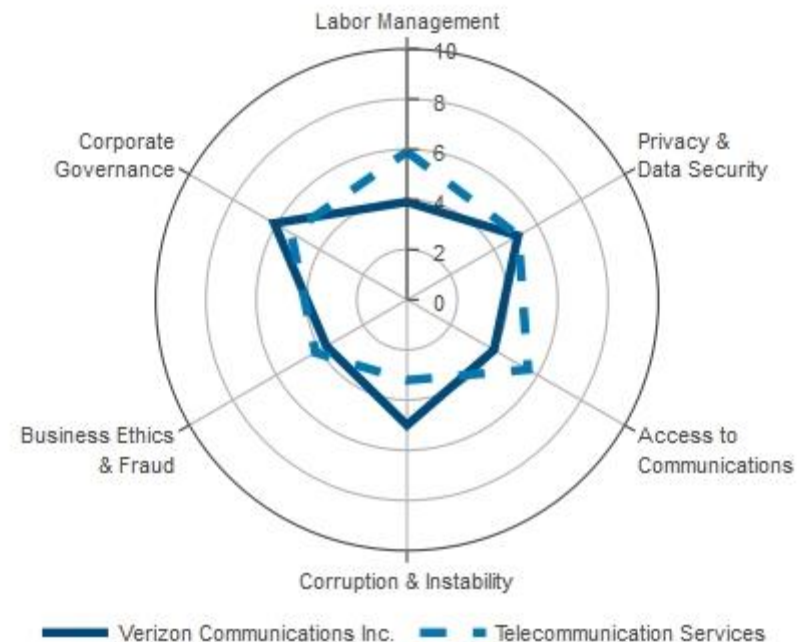 Labor Management
10
8
6
4
2
0
Privacy &
Data Security
Access to
Communications
Corruption & Instability
Business Ethics
& Fraud
Corporate
Governance
Verizon Communications Inc.
Telecommunication Services